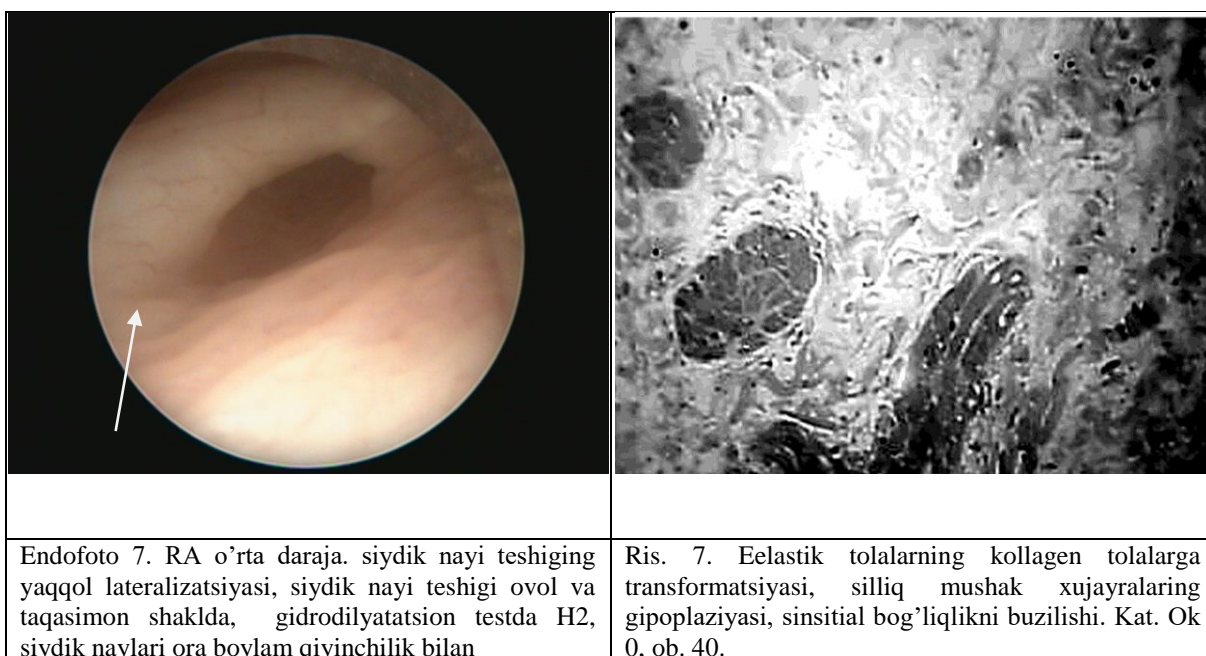 Endofoto 7. RA o’rta daraja. siydik nayi teshiging
yaqqol lateralizatsiyasi, siydik nayi teshigi ovol va
taqasimon shaklda, gidrodilyatatsion testda H2,
siydik naylari ora boylam qiyinchilik bilan
Ris. 7. Eelastik tolalarning kollagen tolalarga
transformatsiyasi, silliq mushak xujayralaring
gipoplaziyasi, sinsitial bog’liqlikni buzilishi. Kat. Ok
0, ob. 40.